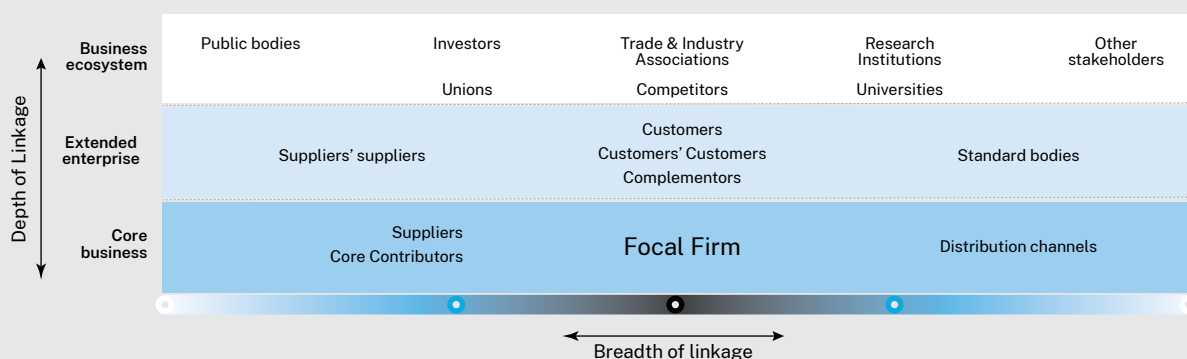 Depth of Linkage
Business
ecosystem
Public bodies
Investors
Trade & Industry
Associations
Research
Institutions
Other
stakeholders
Unions
Competitors
Universities
Extended
enterprise
Suppliers’ suppliers
Customers
Customers’ Customers
Complementors
Standard bodies
Core
business
Suppliers
Core Contributors
Focal Firm
Distribution channels
Breadth of linkage